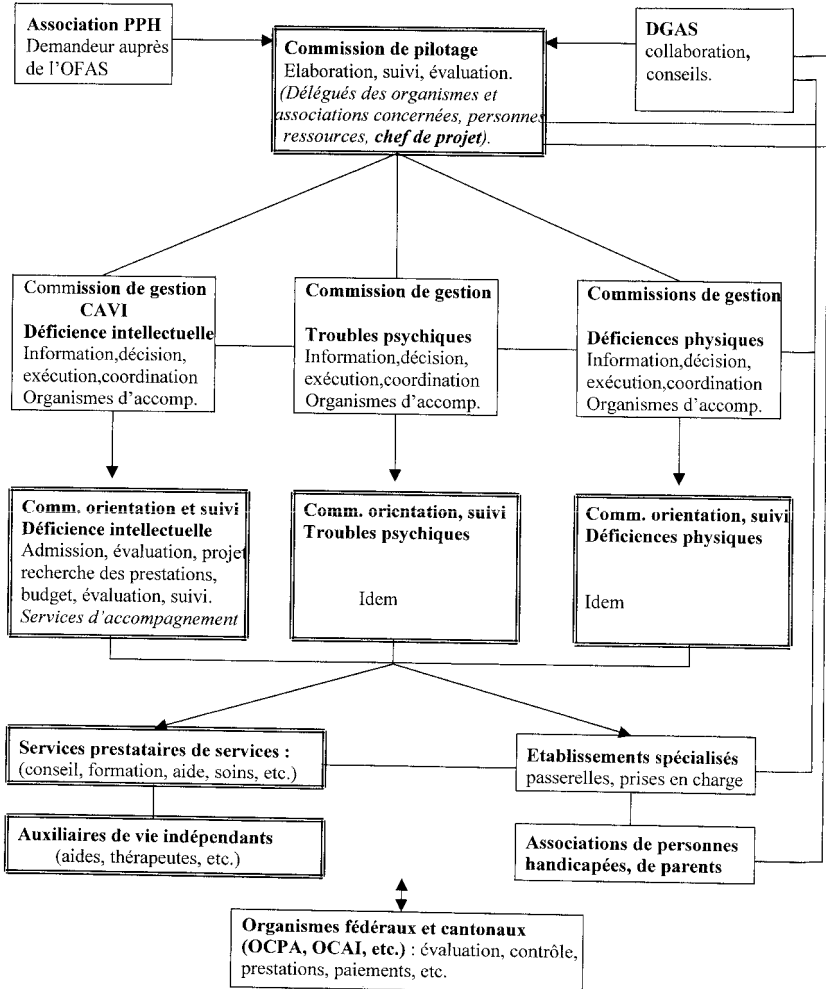 Association PPH
Demandeur auprès
de l'OFAS
Commission de pilotage
Elaboration, suivi, évaluation.
(Délégués des organismes et
associations concernées, personnes
ressources, chef de projet).
DGAS
collaboration,
conseils.
Commission de gestion
CAVI
Déficience intellectuelle
Information,décision,
exécution,coordination
Organismes d'accomp.
Commission de gestion
Troubles psychiques
Information,décision,
exécution,coordination
Organismes d'accomp.
Commissions de gestion
Déficiences physiques
Information,décision,
exécution,coordination
Organismes d'accomp.
Comm. orientation et suivi
Déficience intellectuelle
Admission, évaluation, projet
recherche des prestations,
budget, évaluation, suivi.
Services d'accompagnement
Comm. orientation, suivi
Troubles psychiques
Idem
Comm. orientation, suivi
Déficiences physiques
Idem
Services prestataires de services :
(conseil, formation, aide, soins, etc.)
Etablissements spécialisés
passerelles, prises en charge
Auxiliaires de vie indépendants
(aides, thérapeutes, etc.)
Associations de personnes
handicapées, de parents
Organismes fédéraux et cantonaux
(OCPA, OCAI, etc.) : évaluation, contrôle,
prestations, paiements, etc.